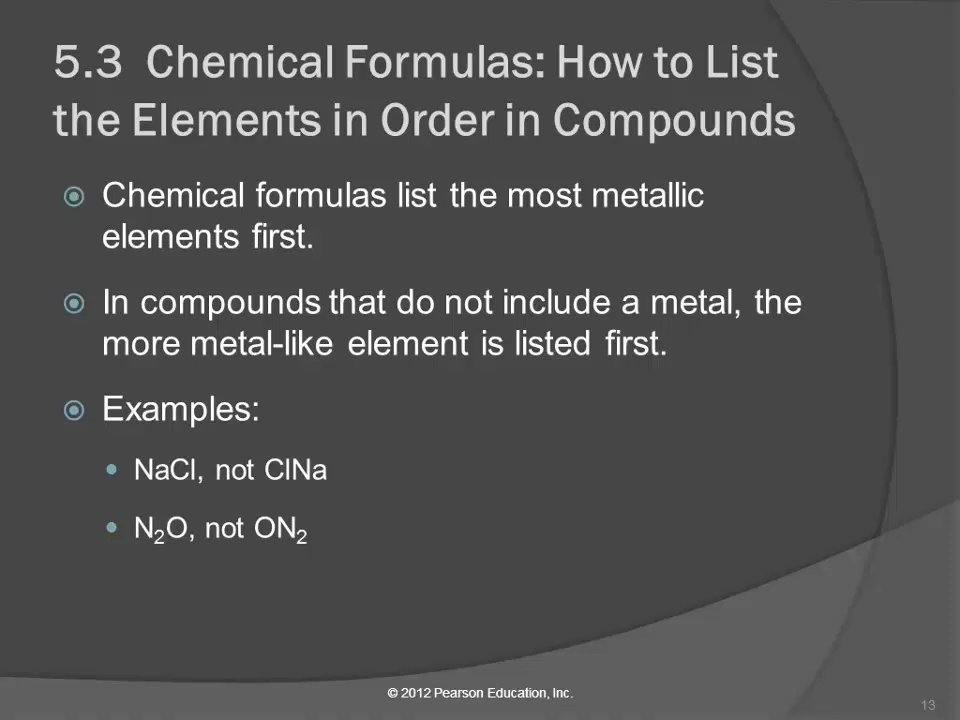 5.3 Chemical Formulas: How to List
the Elements in Order in Compounds
Chemical formulas list the most metallic
elements first.
In compounds that do not include a metal, the
more metal-like element is listed first.
Examples:
NaCl, not ClNa
N₂O, not ON₂
© 2012 Pearson Education, Inc.
13